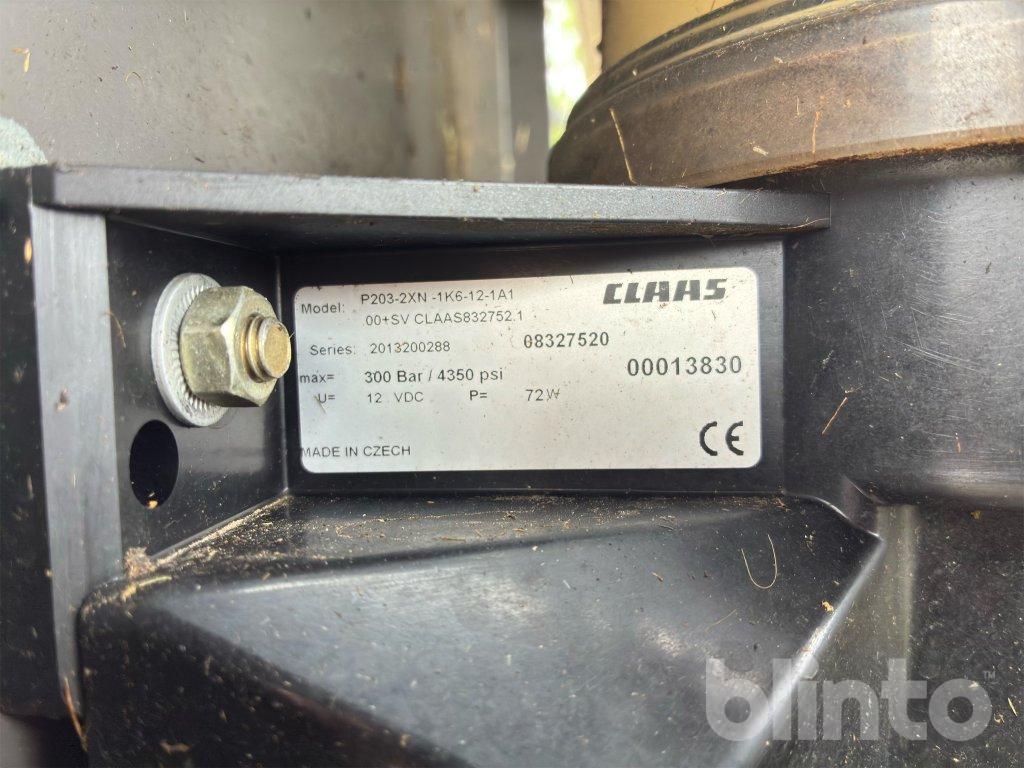 Model: P203-2XN -1K6-12-1A1 CLAAS
00+SV CLAAS832752.1
Series: 2013200288 08327520
00013830
max= 300 Bar / 4350 psi
U= 12 VDC P= 72W
MADE IN CZECH CE
blinto™